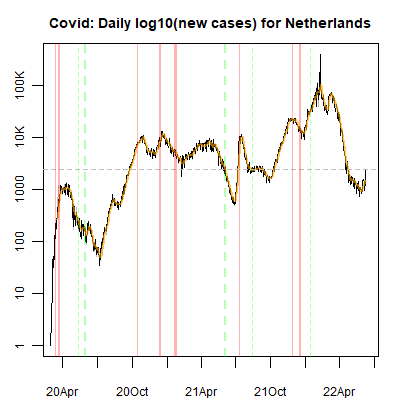 Covid: Daily log10(new cases) for Netherlands
100K
10K
1000
100
10
1
20Apr 20Oct 21Apr 21Oct 22Apr